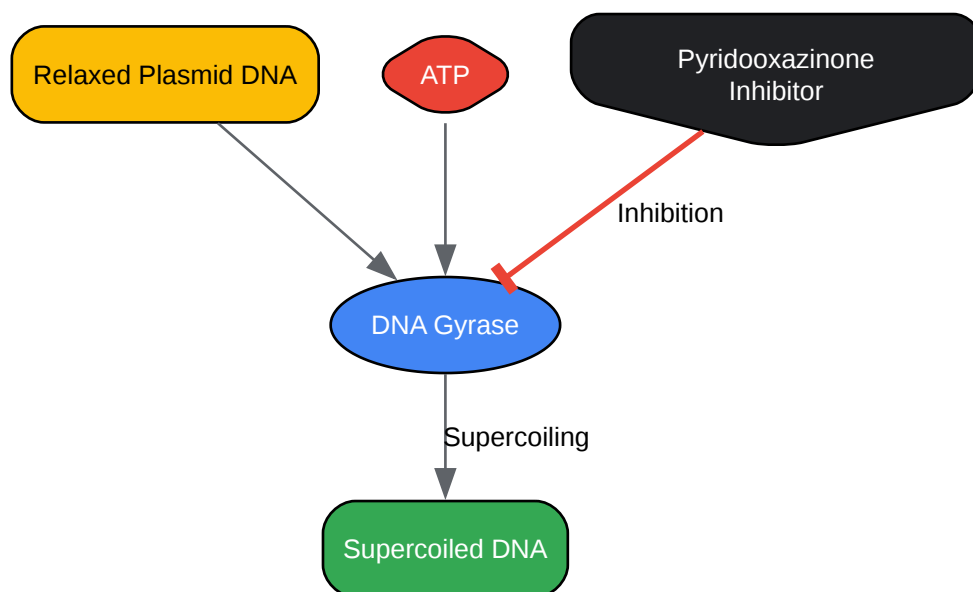 Relaxed Plasmid DNA
ATP
Pyridooxazinone
Inhibitor
Inhibition
DNA Gyrase
Supercoiling
Supercoiled DNA